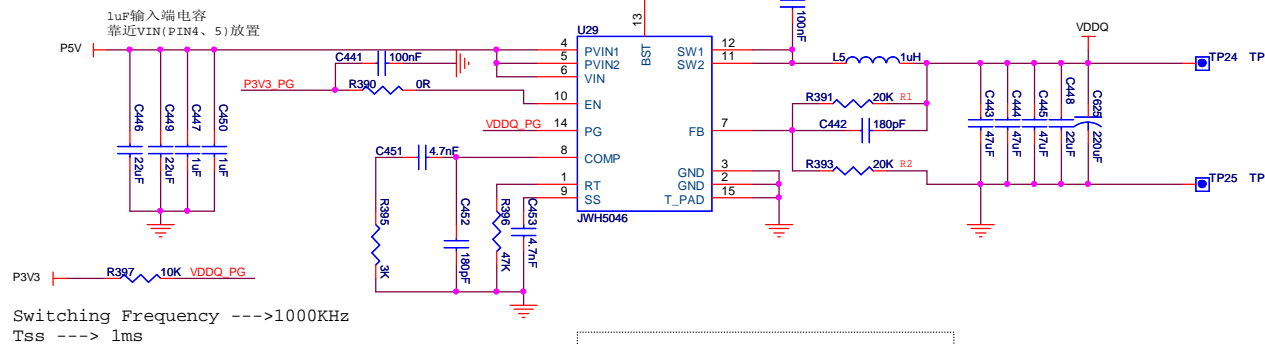 1uF输入端电容
靠近VIN(PIN4、5)放置
P5V
C446
22uF
C449
22uF
C447
1uF
C450
1uF
C441
100nF
P3V3_PG
R390
0R
VDDQ_PG
C451
4.7nF
R395
3K
C452
180pF
R396
47K
C453
4.7nF
U29
4
PVIN1
5
PVIN2
6
VIN
10
EN
14
PG
8
COMP
1
RT
9
SS
13
BST
12
SW1
11
SW2
7
FB
3
GND
2
GND
15
T_PAD
JWH5046
100nF
L5
1uH
R391
20K
R1
C442
180pF
R393
20K
R2
C443
47uF
C444
47uF
C445
47uF
C448
22uF
C625
220uF
VDDQ
TP24 TP
TP25 TP
P3V3
R397
10K
VDDQ_PG
Switching Frequency --->1000KHz
Tss ---> 1ms